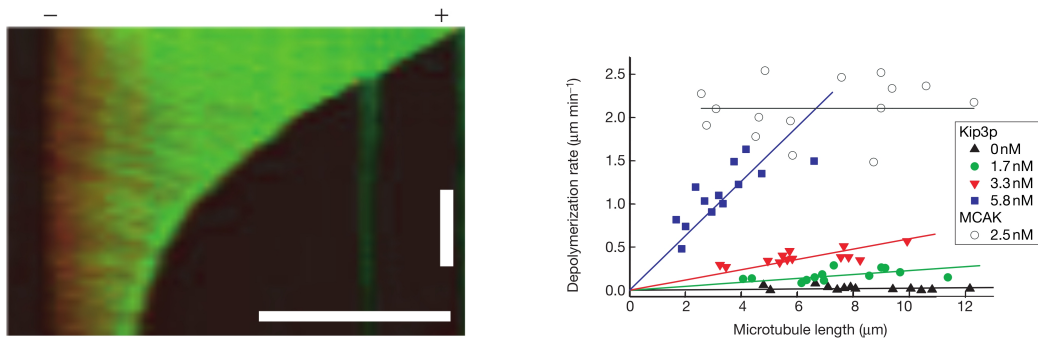 − +
Depolymerization rate (μm min⁻¹)
2.5
2.0
1.5
1.0
0.5
0.0
0 2 4 6 8 10 12
Microtubule length (μm)
Kip3p
0 nM
1.7 nM
3.3 nM
5.8 nM
MCAK
2.5 nM